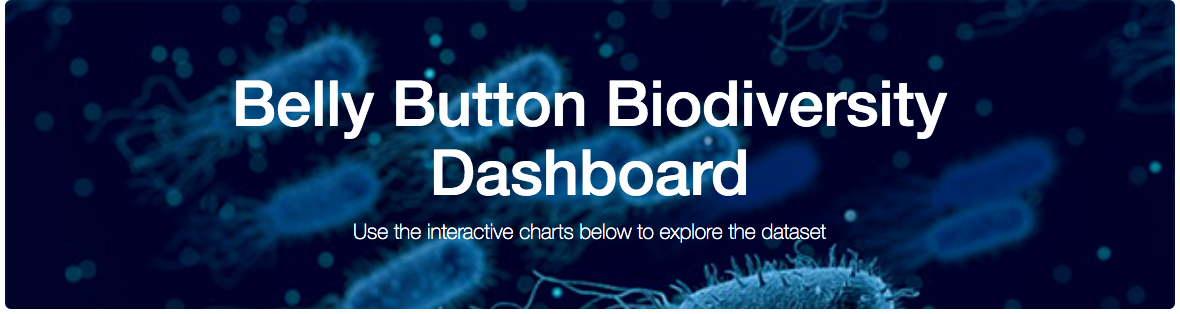 Belly Button Biodiversity
Dashboard
Use the interactive charts below to explore the dataset